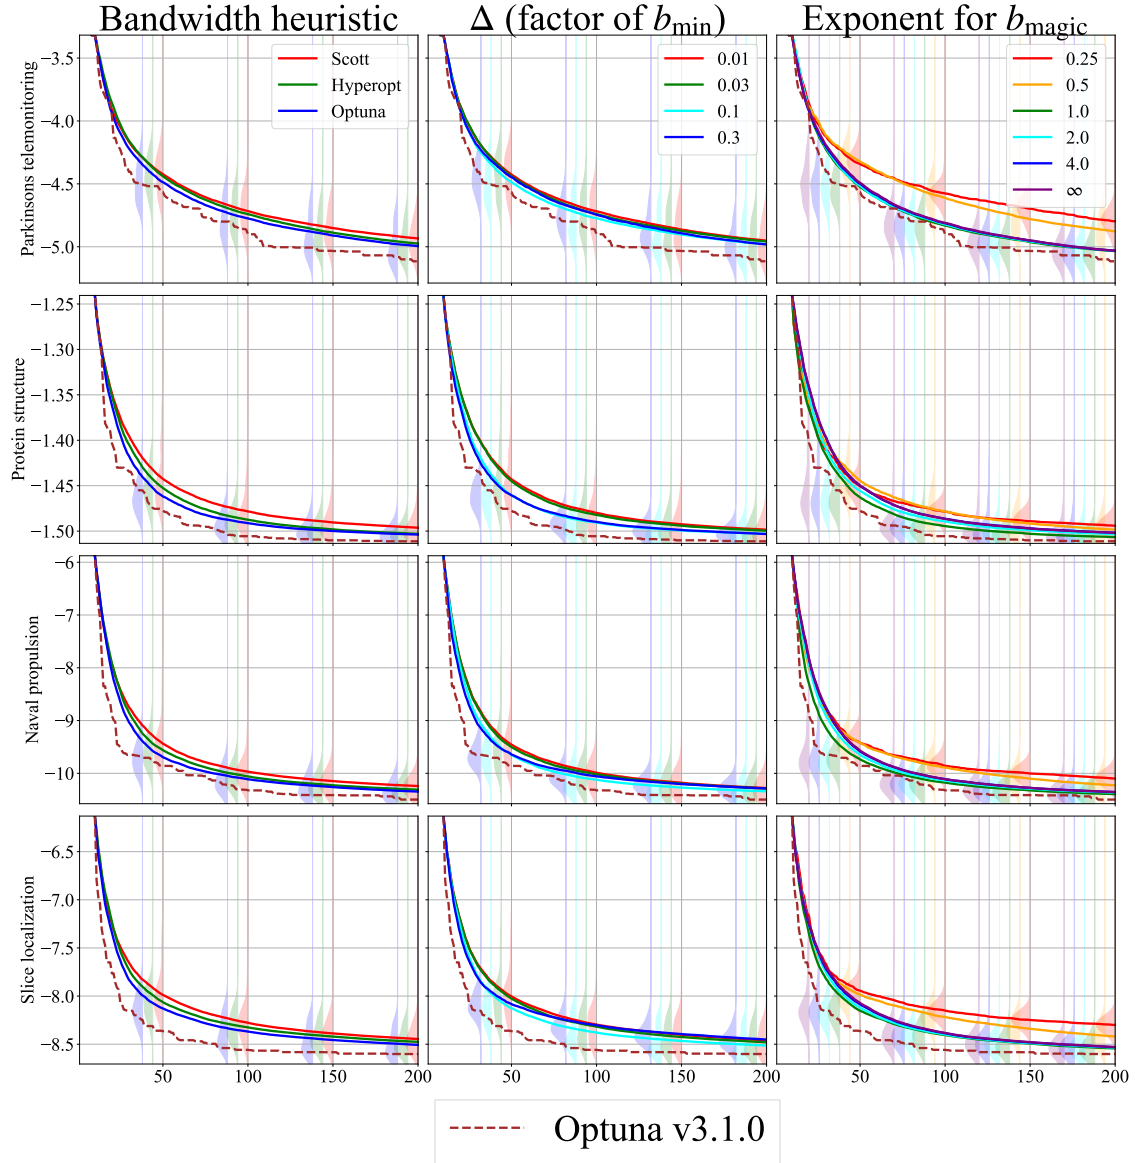 Bandwidth heuristic
Δ (factor of b_min)
Exponent for b_magic
Parkinsons telemonitoring
−3.5
−4.0
−4.5
−5.0
Scott
Hyperopt
Optuna
0.01
0.03
0.1
0.3
0.25
0.5
1.0
2.0
4.0
∞
Protein structure
−1.25
−1.30
−1.35
−1.40
−1.45
−1.50
Naval propulsion
−6
−7
−8
−9
−10
Slice localization
−6.5
−7.0
−7.5
−8.0
−8.5
50 100 150 200 50 100 150 200 50 100 150 200
Optuna v3.1.0